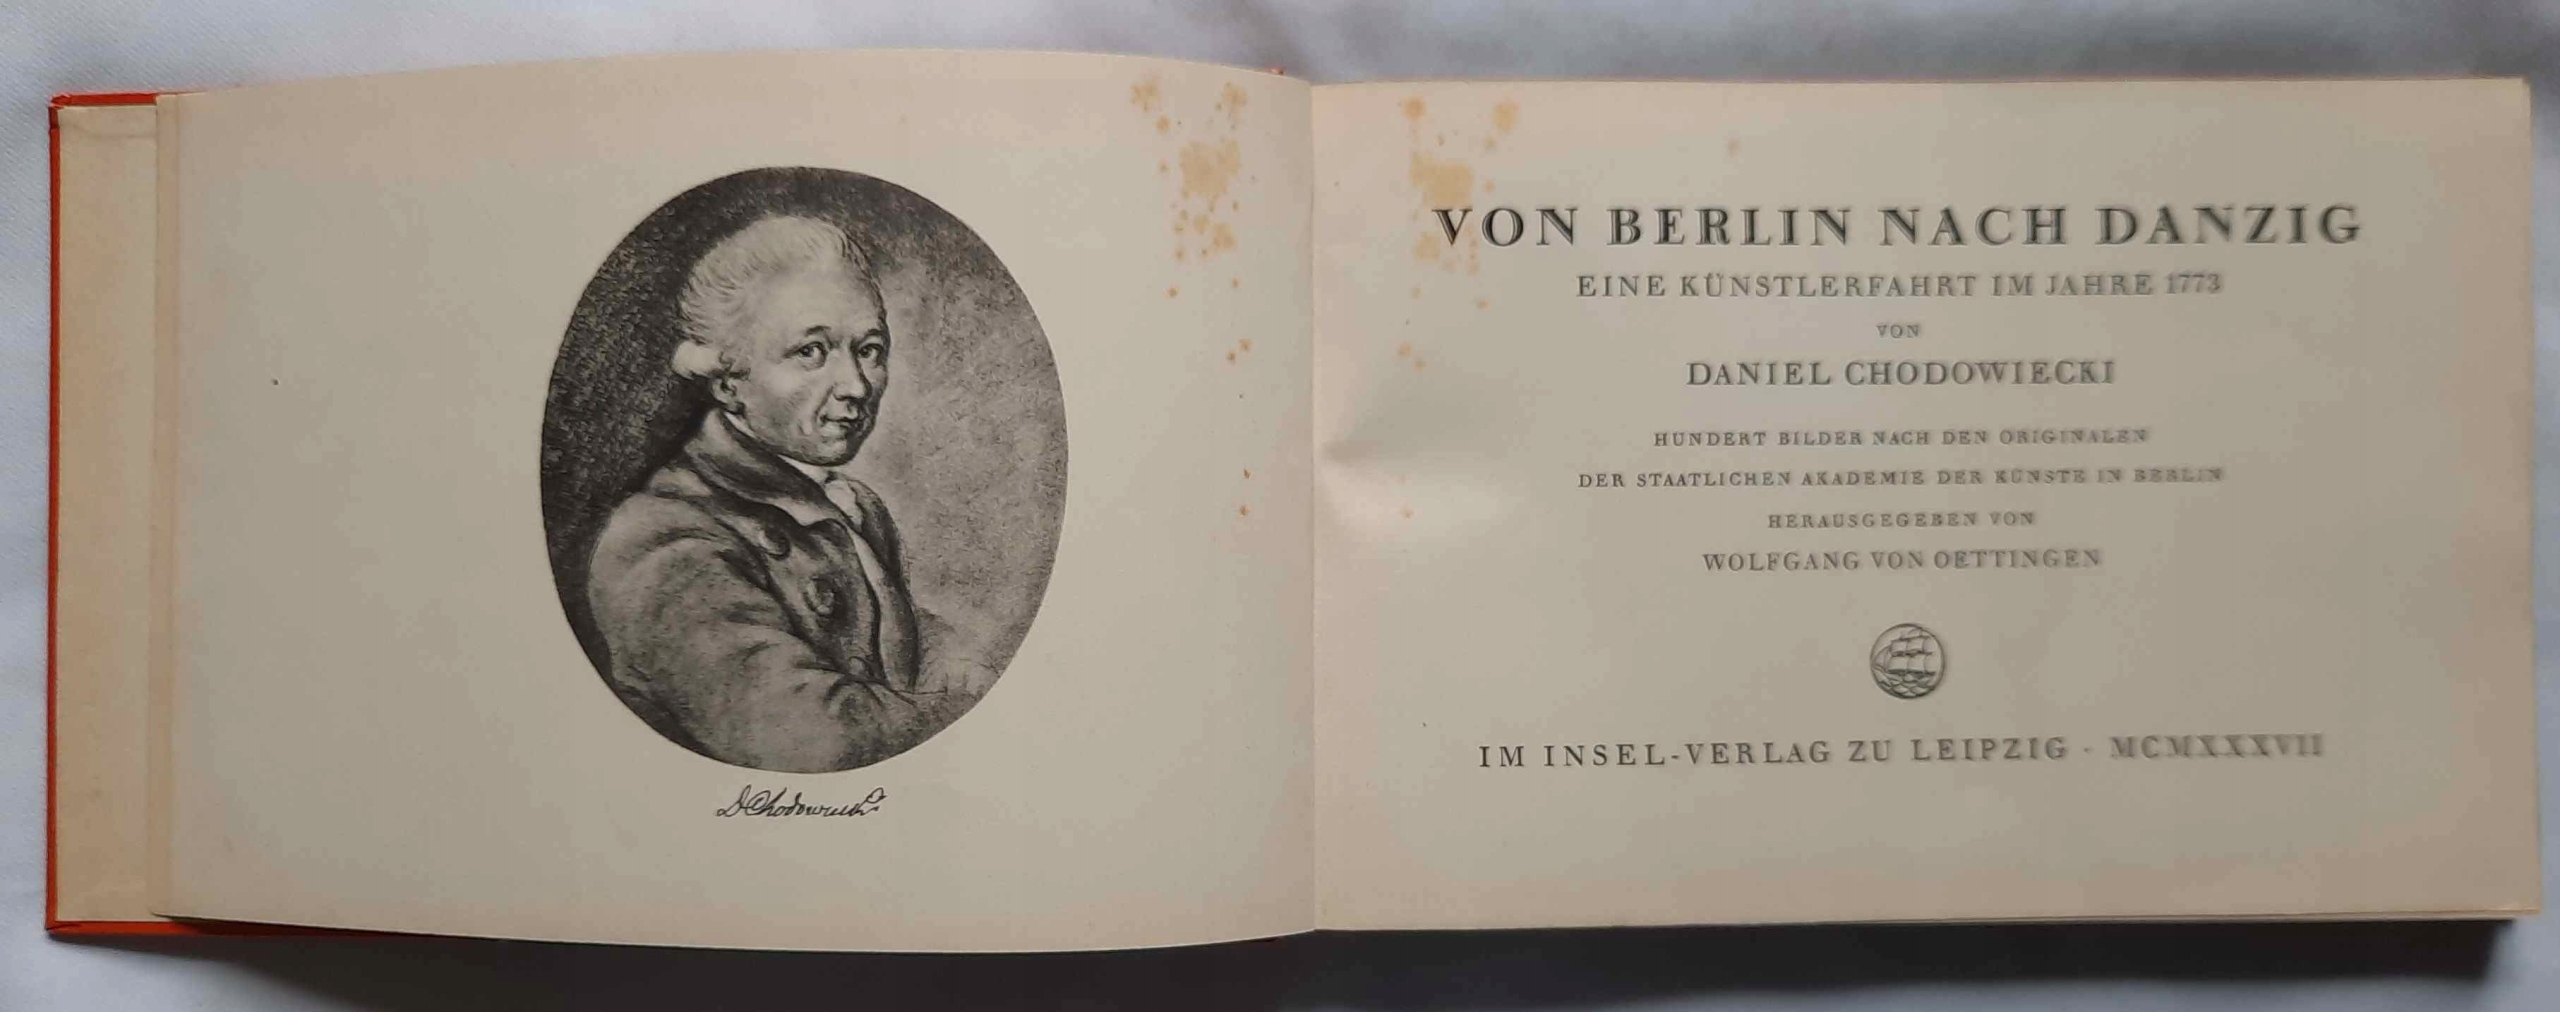 D Chodowiecki
VON BERLIN NACH DANZIG
EINE KÜNSTLERFAHRT IM JAHRE 1773
VON
DANIEL CHODOWIECKI
HUNDERT BILDER NACH DEN ORIGINALEN
DER STAATLICHEN AKADEMIE DER KÜNSTE IN BERLIN
HERAUSGEGEBEN VON
WOLFGANG VON OETTINGEN
IM INSEL-VERLAG ZU LEIPZIG · MCMXXXVII